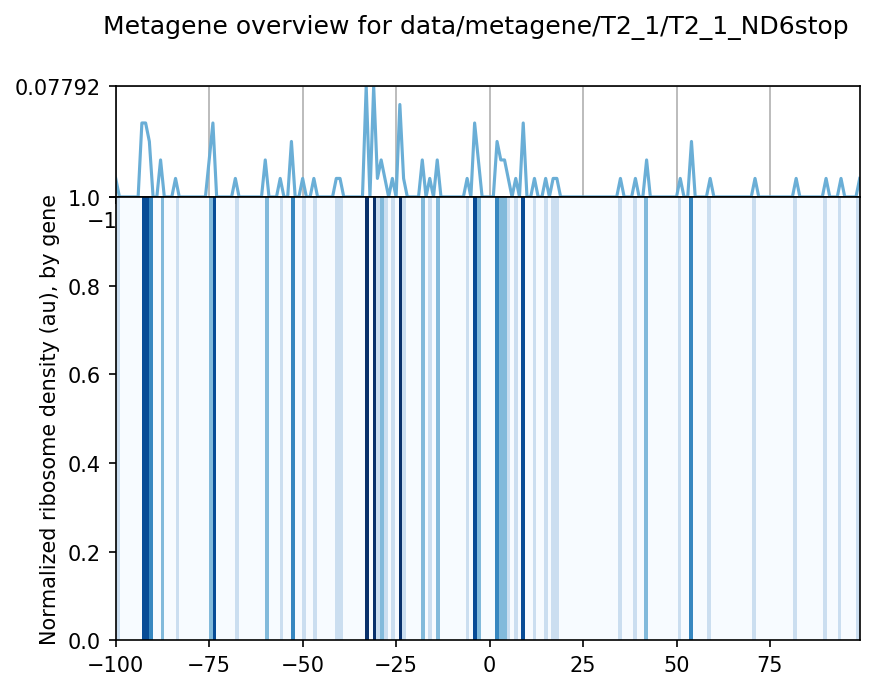 Metagene overview for data/metagene/T2_1/T2_1_ND6stop
0.07792
1.0
−1
0.8
0.6
0.4
0.2
0.0
Normalized ribosome density (au), by gene
−100 −75 −50 −25 0 25 50 75